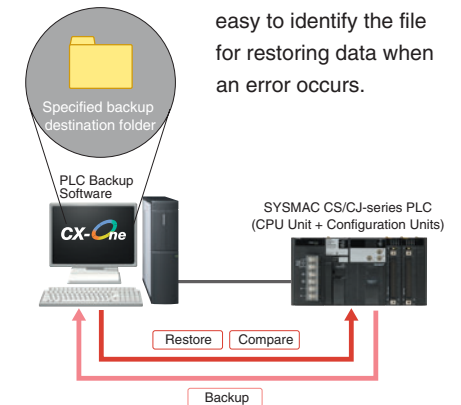 easy to identify the file
for restoring data when
an error occurs.
Specified backup
destination folder
PLC Backup
Software
CX-One
SYSMAC CS/CJ-series PLC
(CPU Unit + Configuration Units)
Restore
Compare
Backup